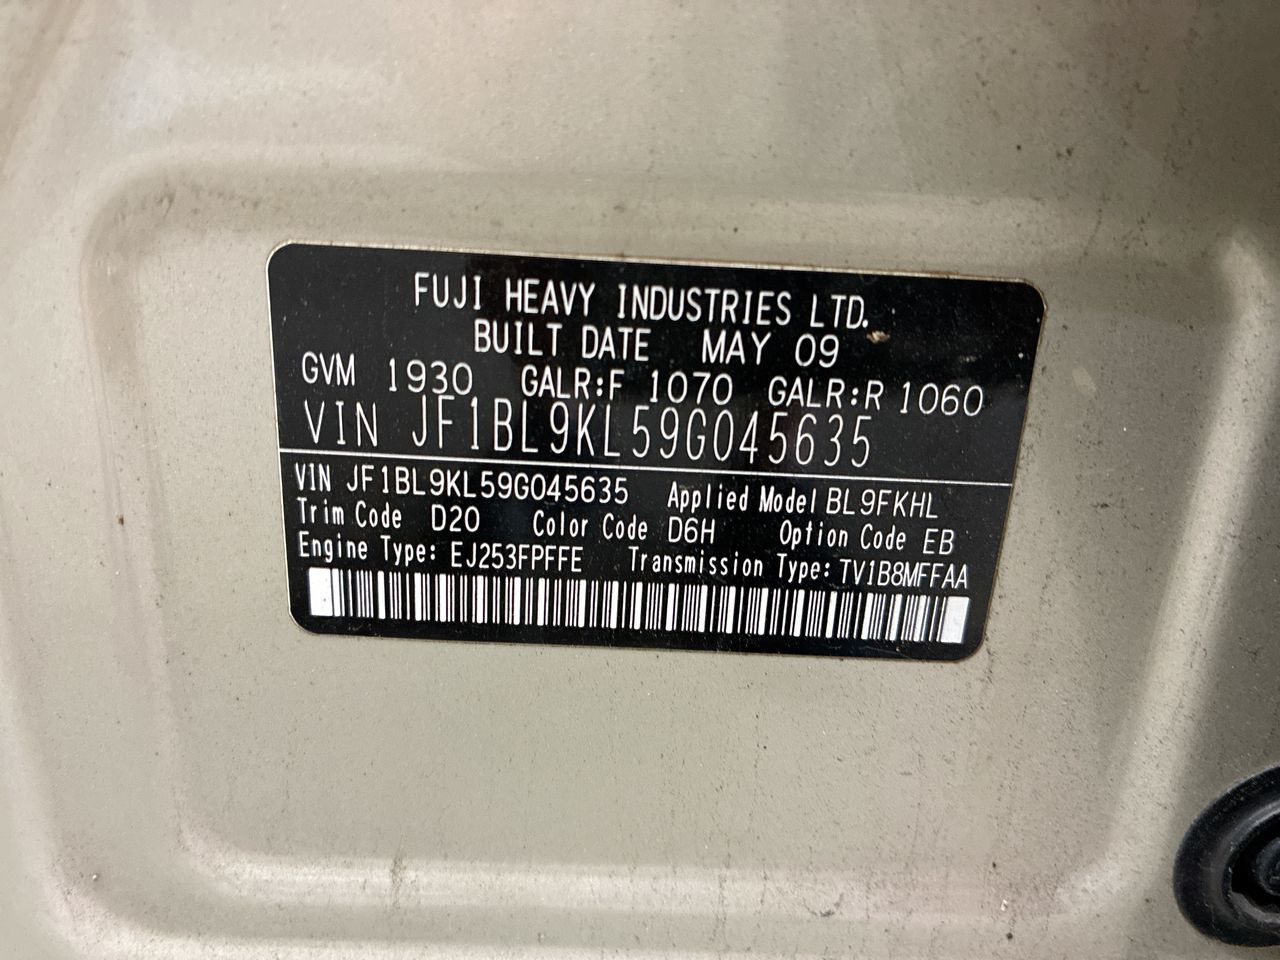 FUJI HEAVY INDUSTRIES LTD.
BUILT DATE MAY 09
GVM 1930 GALR:F 1070 GALR:R 1060
VIN JF1BL9KL59G045635
VIN JF1BL9KL59G045635 Applied Model BL9FKHL
Trim Code D20 Color Code D6H Option Code EB
Engine Type: EJ253FPFFE Transmission Type: TV1B8MFFAA